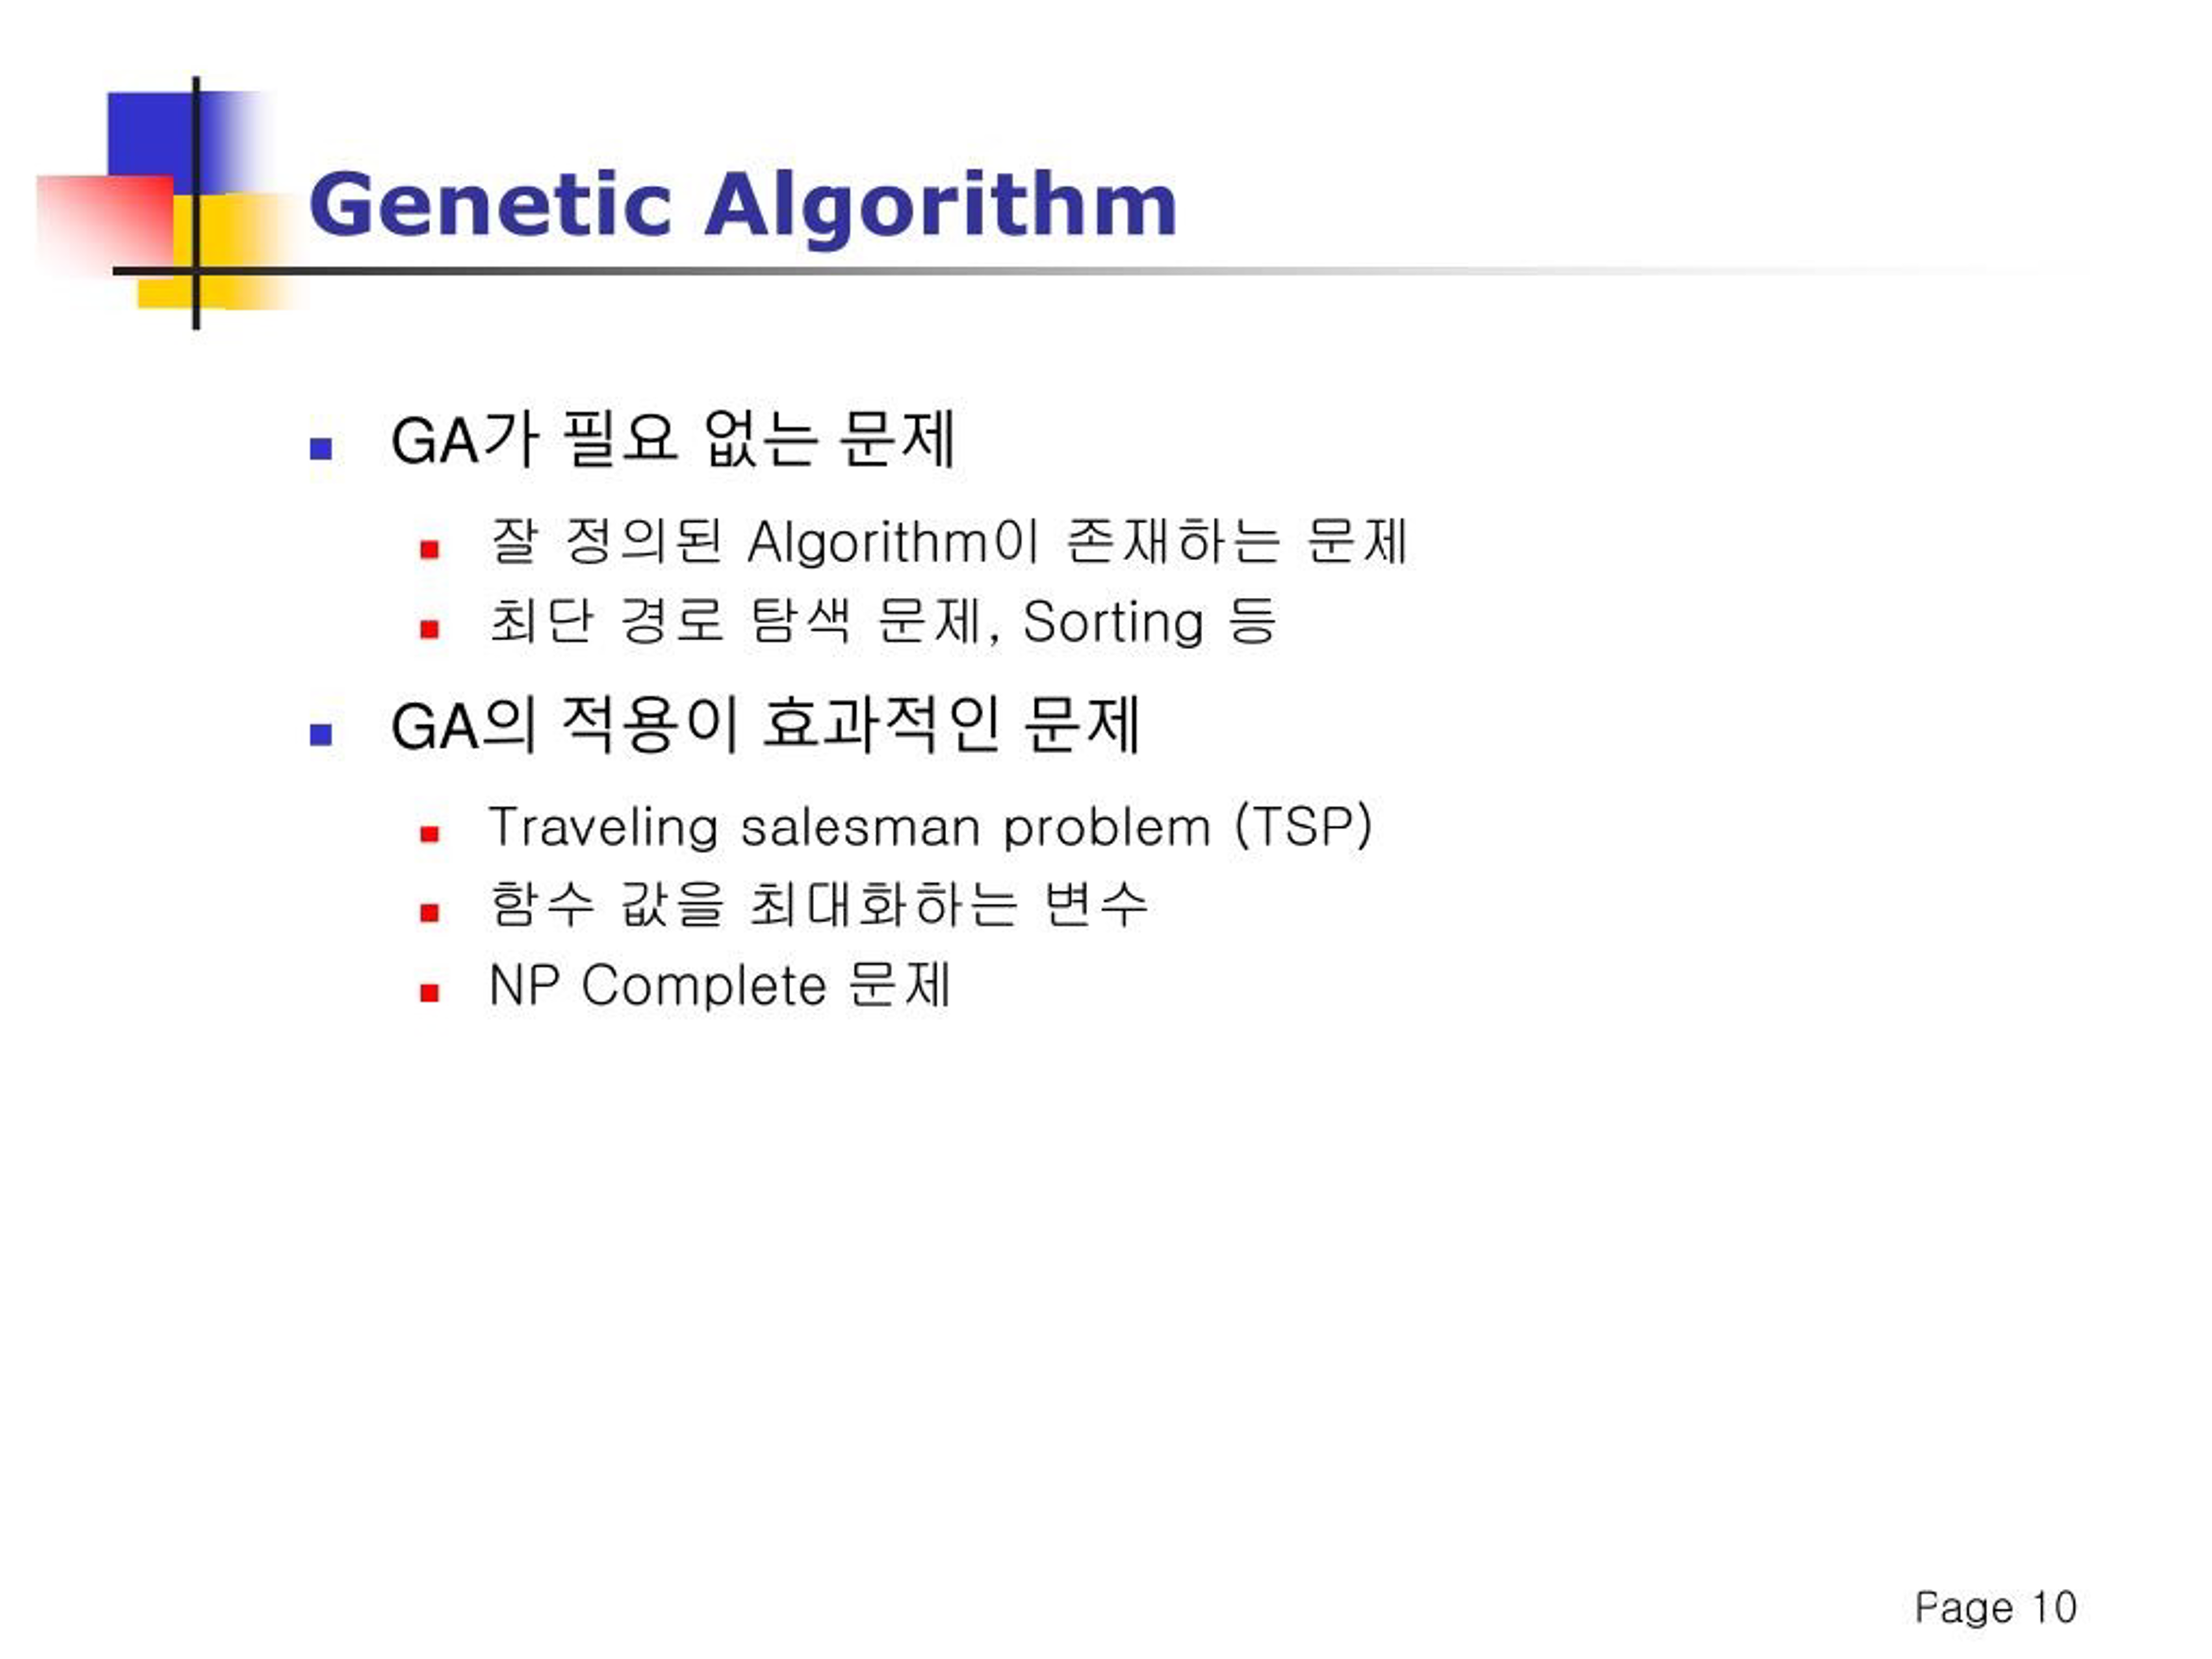 Genetic Algorithm
GA가 필요 없는 문제
잘 정의된 Algorithm이 존재하는 문제
최단 경로 탐색 문제, Sorting 등
GA의 적용이 효과적인 문제
Traveling salesman problem (TSP)
함수 값을 최대화하는 변수
NP Complete 문제
Page 10